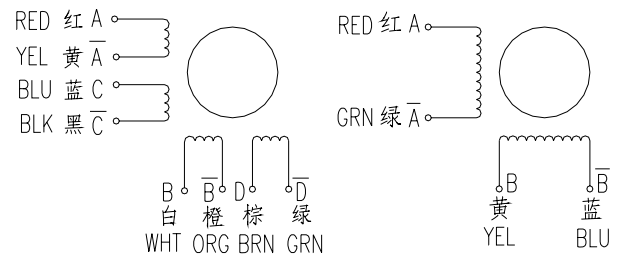 RED 红 A
YEL 黄 A̅
BLU 蓝 C
BLK 黑 C̅
B B̅ D D̅
白 橙 棕 绿
WHT ORG BRN GRN
RED 红 A
GRN 绿 A̅
B B̅
黄 蓝
YEL BLU